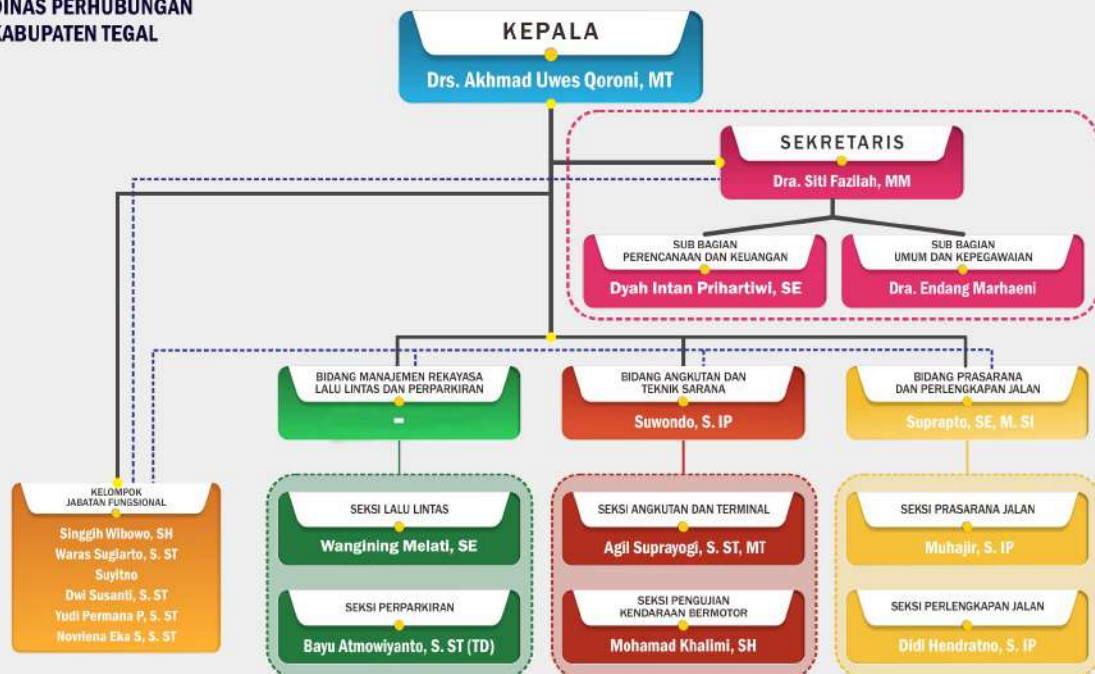 DINAS PERHUBUNGAN
KABUPATEN TEGAL
KEPALA
Drs. Akhmad Uwes Qoroni, MT
SEKRETARIS
Dra. Siti Fazilah, MM
SUB BAGIAN
PERENCANAAN DAN KEUANGAN
Dyah Intan Prihartiwi, SE
SUB BAGIAN
UMUM DAN KEPEGAWAIAN
Dra. Endang Marhaeni
BIDANG MANAJEMEN REKAYASA
LALU LINTAS DAN PERPARKIRAN
-
BIDANG ANGKUTAN DAN
TEKNIK SARANA
Suwondo, S. IP
BIDANG PRASARANA
DAN PERLENGKAPAN JALAN
Suprapto, SE, M. SI
KELOMPOK
JABATAN FUNGSIONAL
Singgih Wibowo, SH
Waras Sugiarto, S. ST
Suyitno
Dwi Susanti, S. ST
Yudi Permana P, S. ST
Novriena Eka S, S. ST
SEKSI LALU LINTAS
Wangining Melati, SE
SEKSI PERPARKIRAN
Bayu Atmowiyanto, S. ST (TD)
SEKSI ANGKUTAN DAN TERMINAL
Agil Suprayogi, S. ST, MT
SEKSI PENGUJIAN
KENDARAAN BERMOTOR
Mohamad Khalimi, SH
SEKSI PRASARANA JALAN
Muhajir, S. IP
SEKSI PERLENGKAPAN JALAN
Didi Hendratno, S. IP